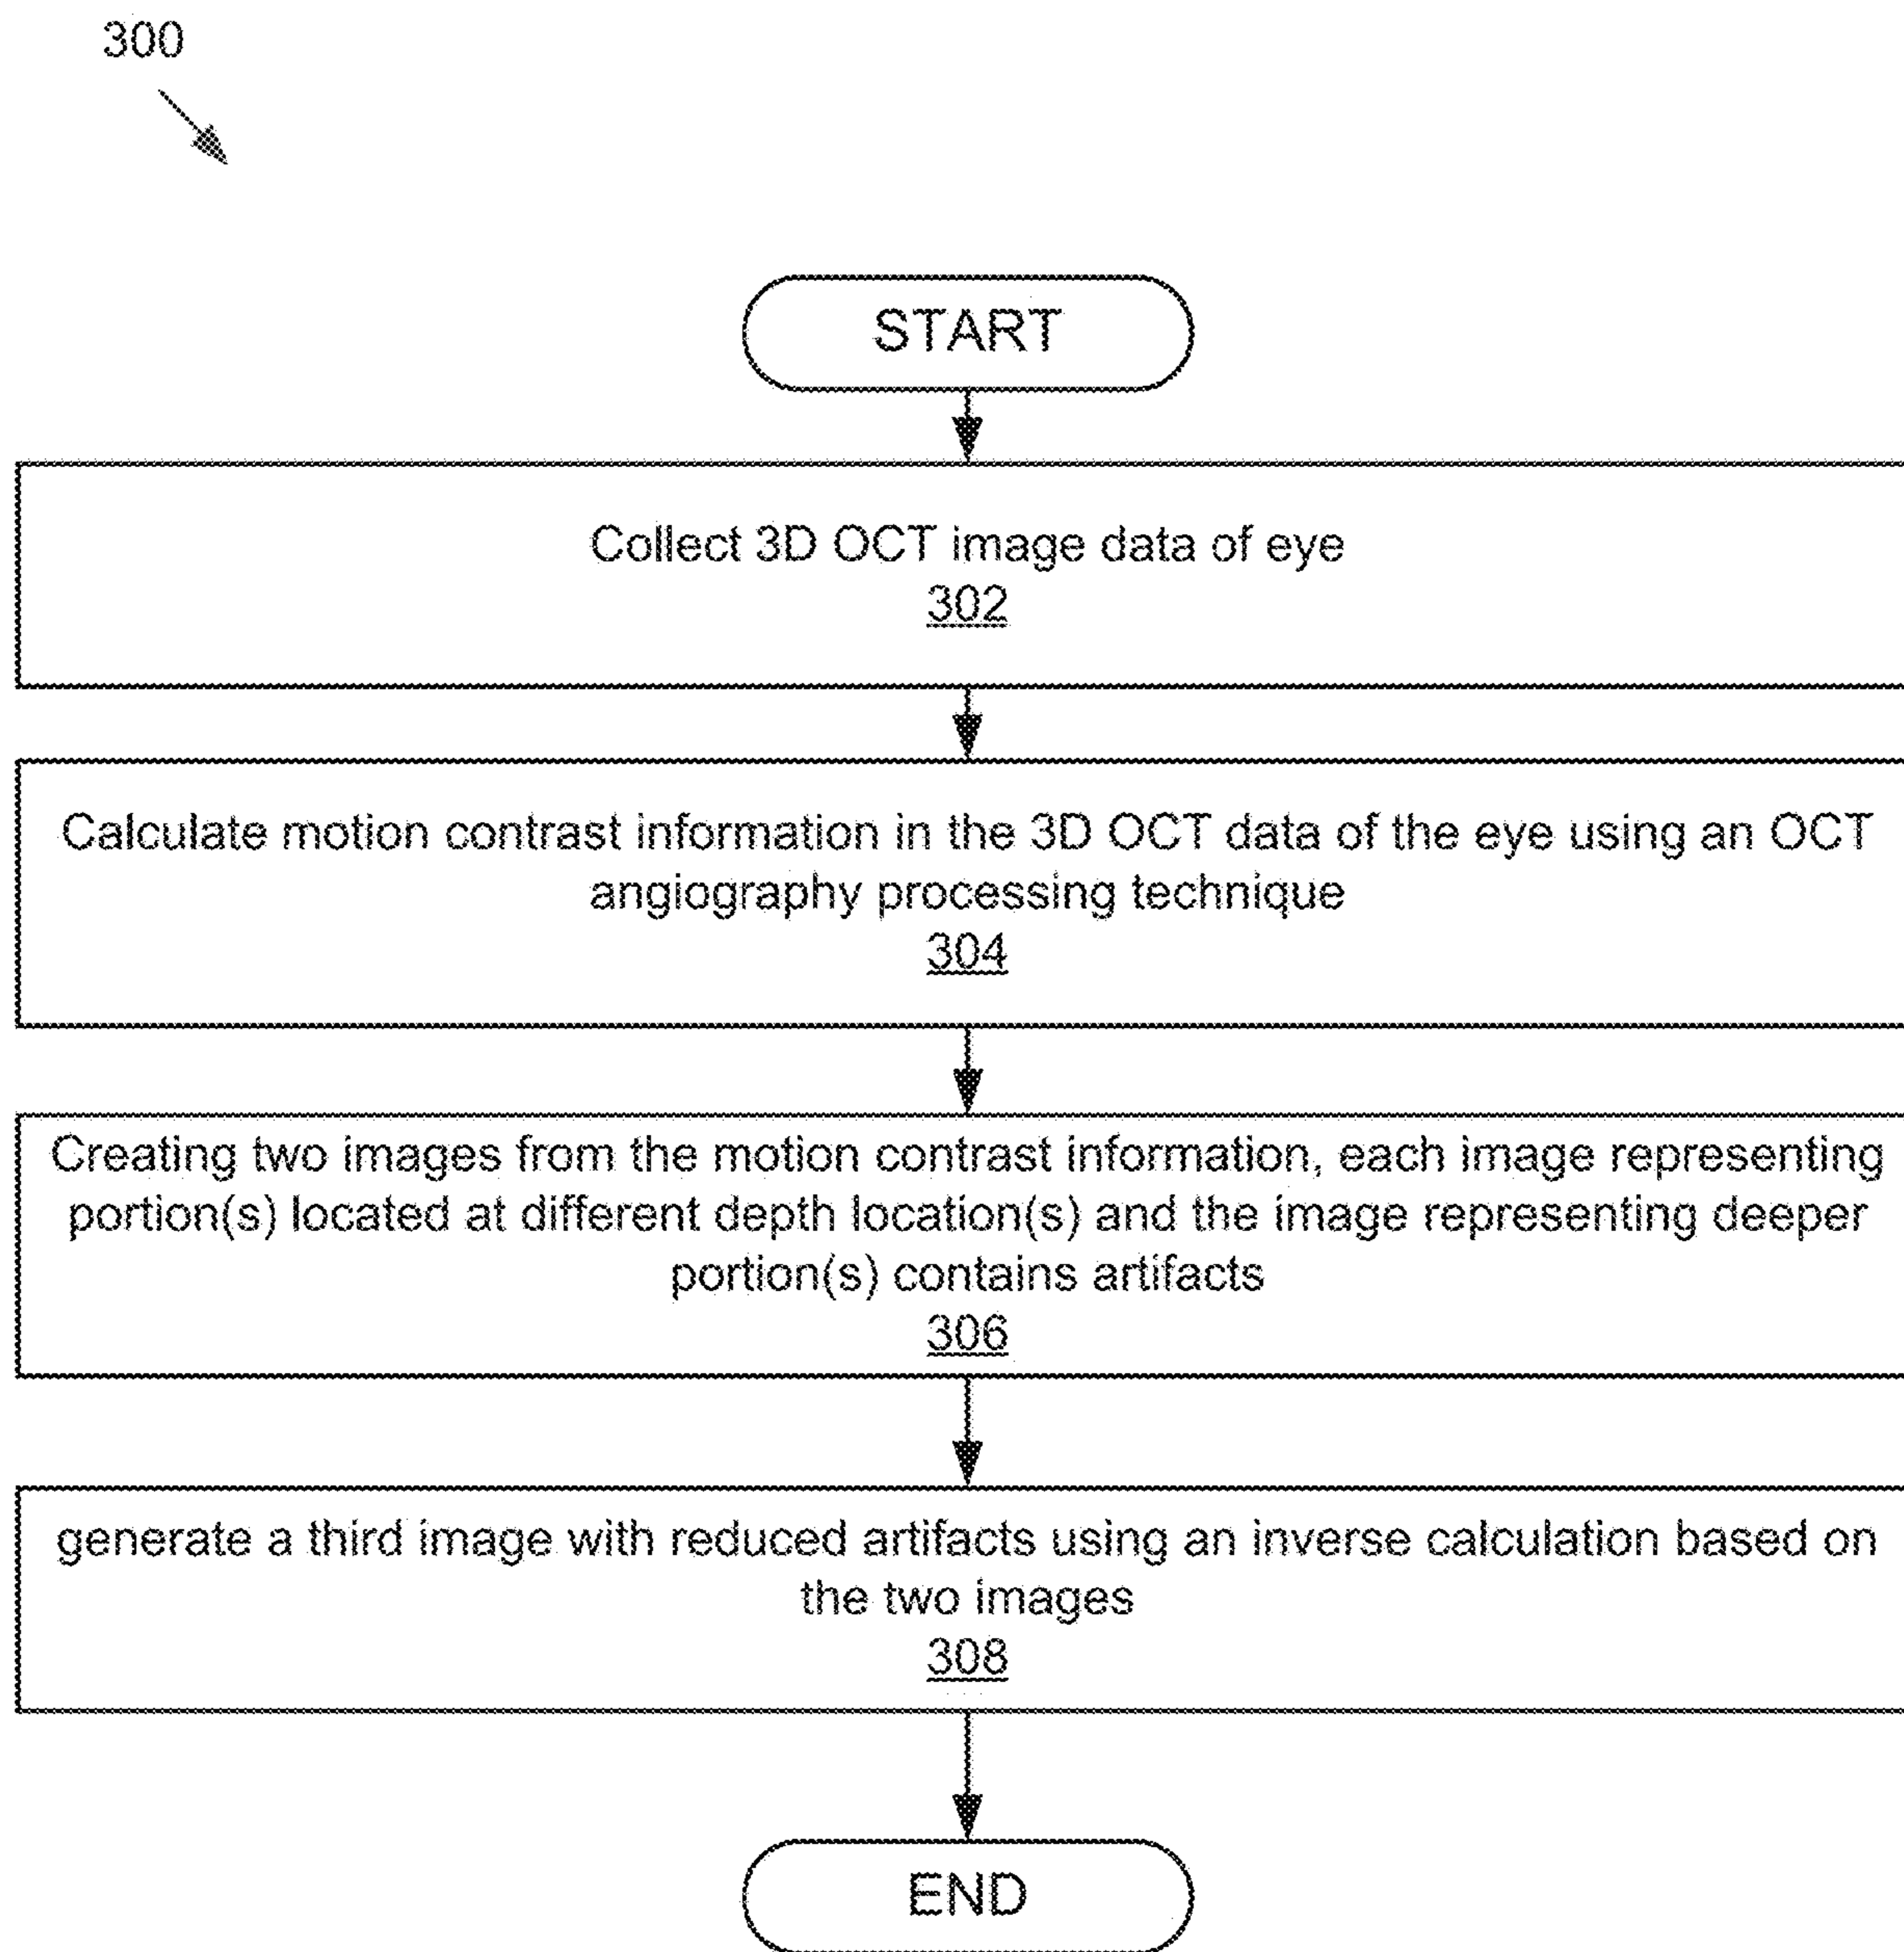 300
START
Collect 3D OCT image data of eye
302
Calculate motion contrast information in the 3D OCT data of the eye using an OCT
angiography processing technique
304
Creating two images from the motion contrast information, each image representing
portion(s) located at different depth location(s) and the image representing deeper
portion(s) contains artifacts
306
generate a third image with reduced artifacts using an inverse calculation based on
the two images
308
END